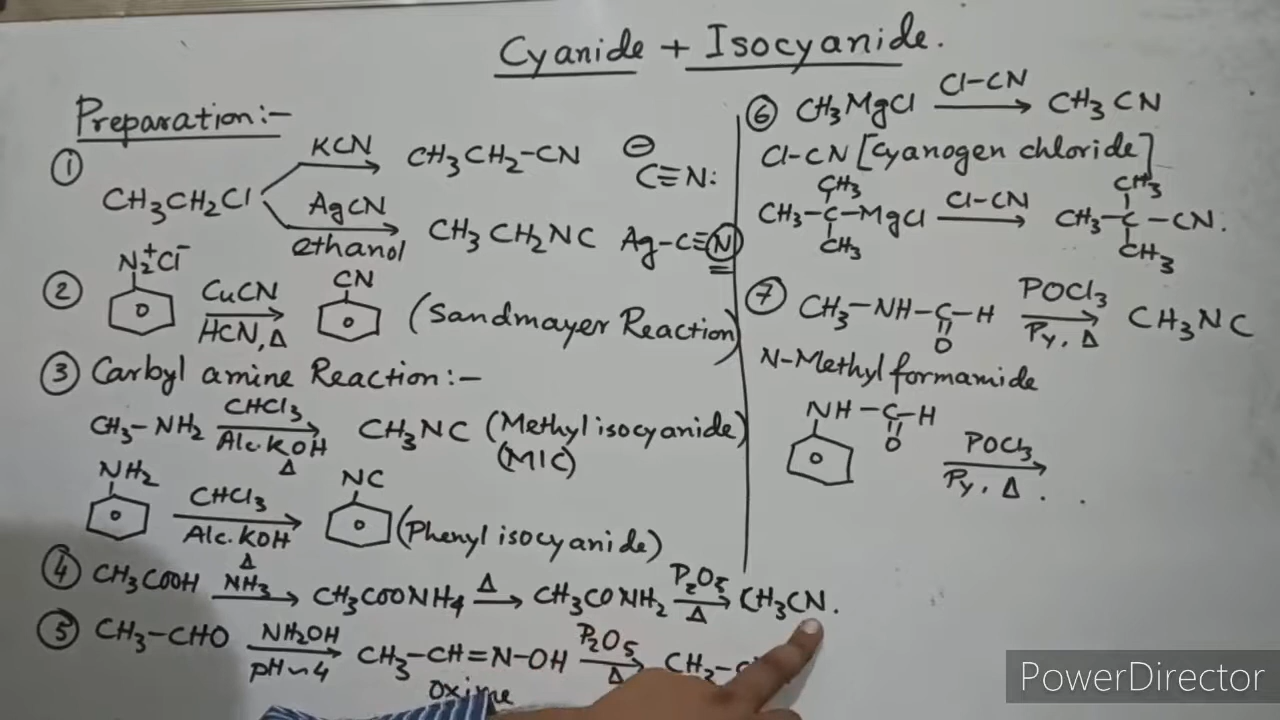 Cyanide + Isocyanide.
Preparation:-
① CH3CH2Cl
KCN → CH3CH2-CN
⊖
C≡N:
AgCN
ethanol → CH3CH2NC Ag-C≡N
② N2+Cl-
CuCN
HCN, Δ → CN (Sandmayer Reaction)
③ Carbyl amine Reaction:-
CH3-NH2 CHCl3
Alc.KOH
Δ → CH3NC (Methyl isocyanide)
(MIC)
NH2 CHCl3
Alc.KOH
Δ → NC (Phenyl isocyanide)
④ CH3COOH NH3 → CH3COONH4 Δ → CH3CONH2 P2O5
Δ → CH3CN.
⑤ CH3-CHO NH2OH
pH~4 → CH3-CH=N-OH P2O5
Δ →
oxime
⑥ CH3MgCl Cl-CN → CH3CN
Cl-CN [Cyanogen chloride]
CH3
CH3-C-MgCl Cl-CN → CH3-C-CN.
CH3
CH3
CH3
⑦ CH3-NH-C-H POCl3
Py, Δ → CH3NC
O
N-Methyl formamide
NH-C-H
O
POCl3
Py, Δ. →
PowerDirector